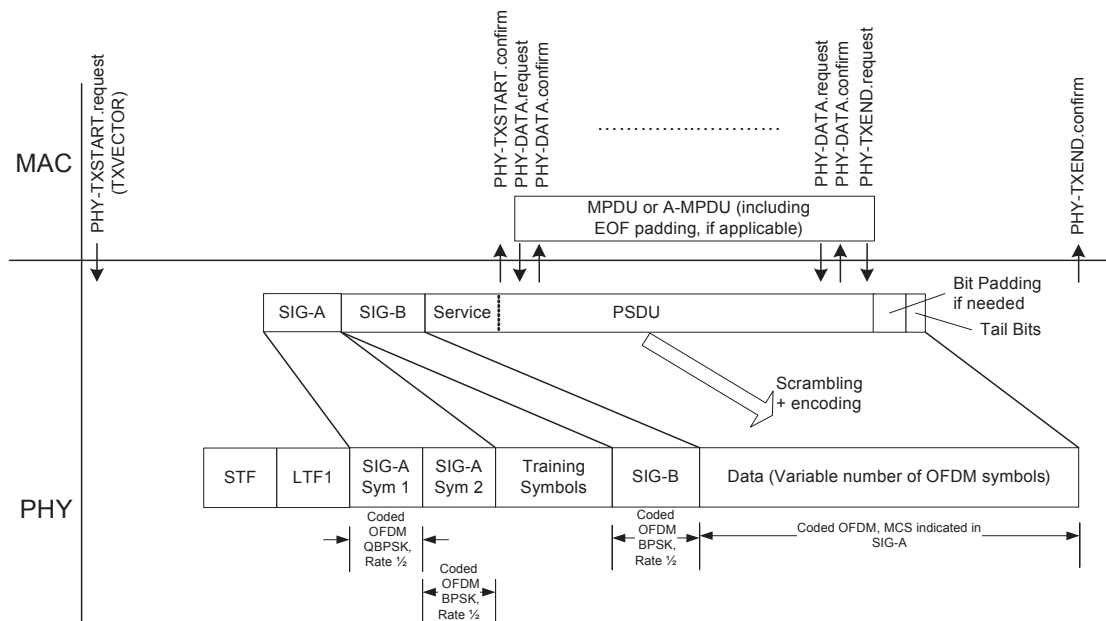 PHY-TXSTART.request
(TXVECTOR)
PHY-TXSTART.confirm
PHY-DATA.request
PHY-DATA.confirm
PHY-DATA.request
PHY-DATA.confirm
PHY-TXEND.request
PHY-TXEND.confirm
MAC
MPDU or A-MPDU (including
EOF padding, if applicable)
SIG-A
SIG-B
Service
PSDU
Bit Padding
if needed
Tail Bits
Scrambling
+ encoding
PHY
STF
LTF1
SIG-A
Sym 1
SIG-A
Sym 2
Training
Symbols
SIG-B
Data (Variable number of OFDM symbols)
Coded
OFDM
QBPSK,
Rate ½
Coded
OFDM
BPSK,
Rate ½
Coded
OFDM
BPSK,
Rate ½
Coded OFDM, MCS indicated in
SIG-A